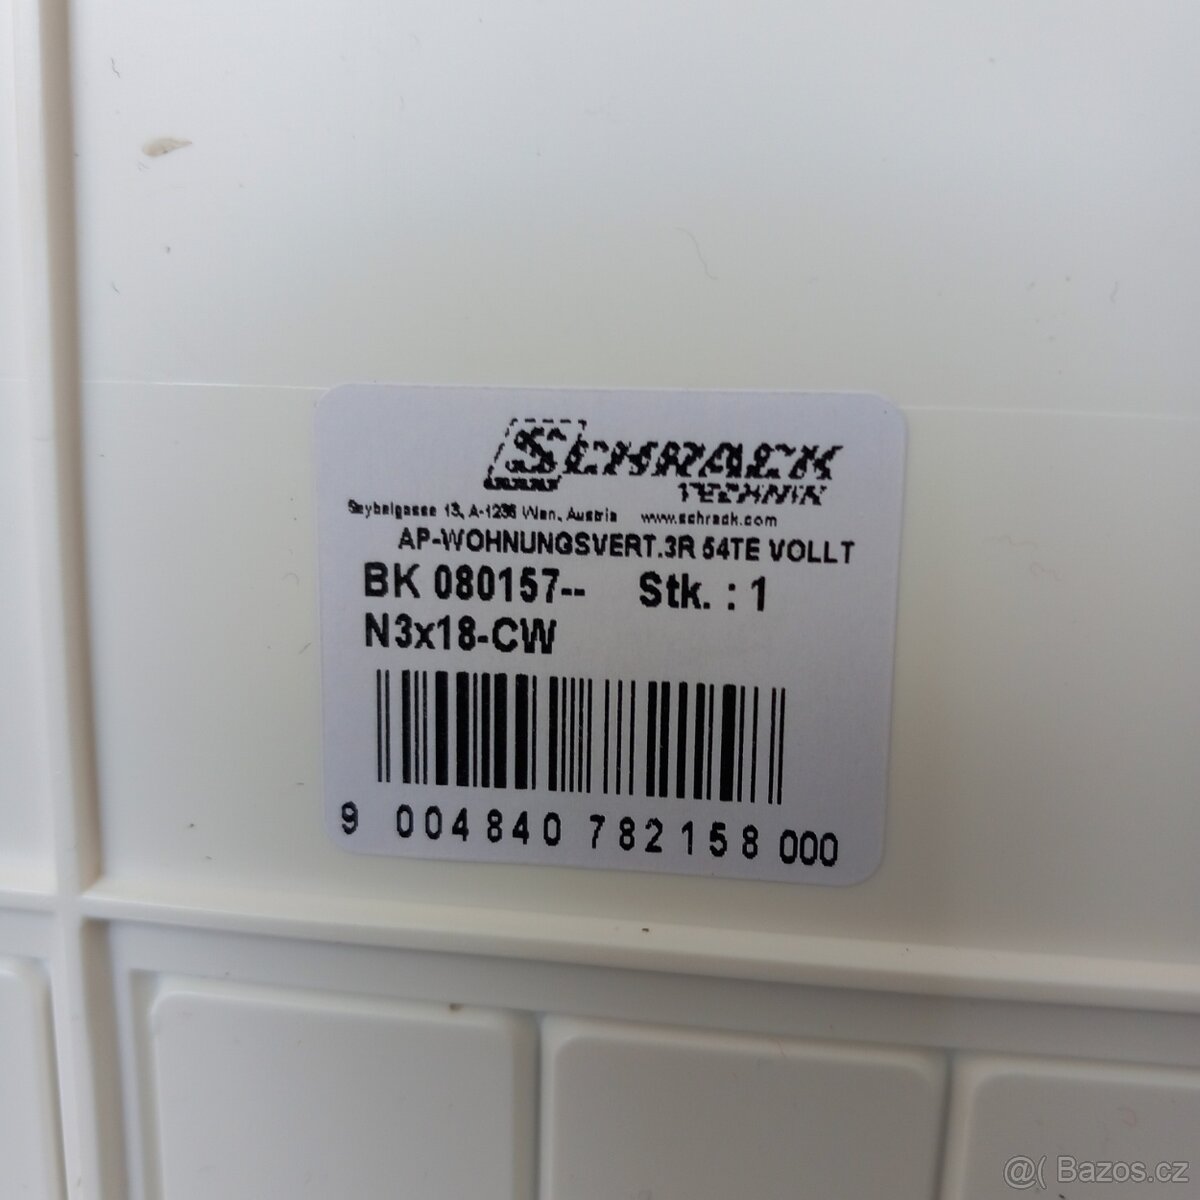 SCHRACK
TECHNIK
Seybelgasse 13, A-1236 Wien, Austria www.schrack.com
AP-WOHNUNGSVERT.3R 54TE VOLLT
BK 080157-- Stk. : 1
N3x18-CW
9 004840 782158 000
@( Bazos.cz